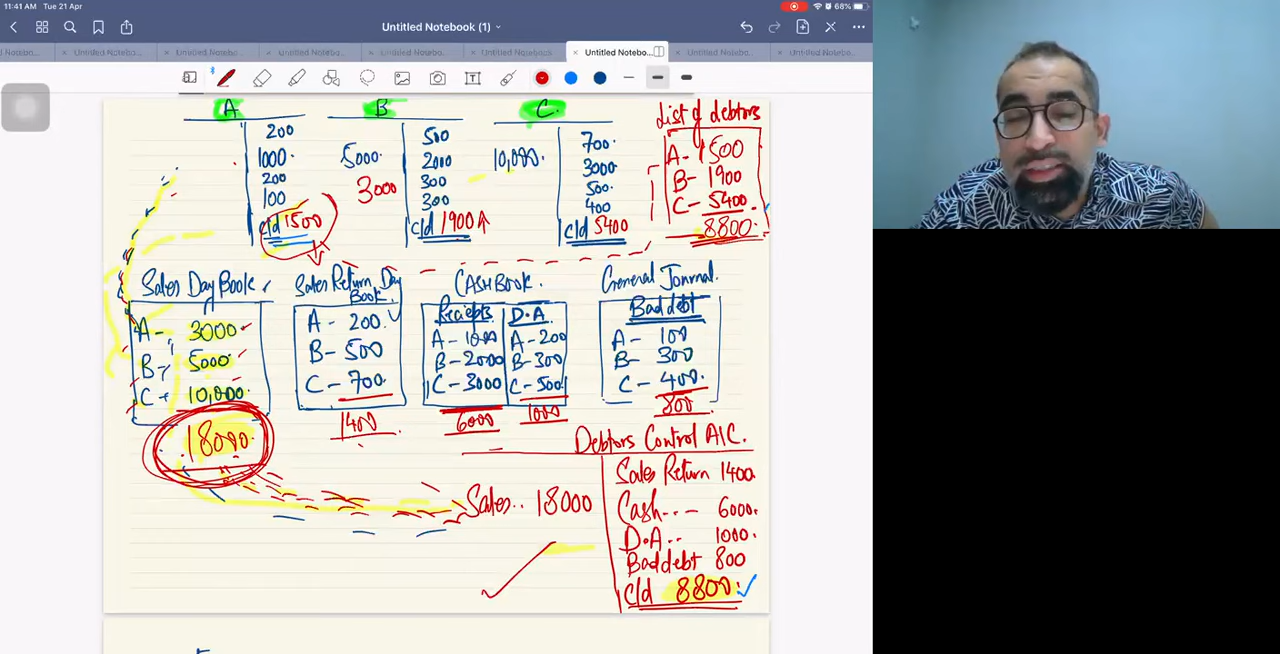 11:41 AM Tue 21 Apr
68%
Untitled Notebook (1)
Untitled Notebo...
A
200
1000
200
100
c/d 1500
B
5000
3000
500
2000
300
300
c/d 1900
C
10,000
700
3000
500
400
c/d 5400
List of debtors
A- 1500
B- 1900
C- 5400
8800
Sales Day Book
A- 3000
B- 5000
C- 10,000
18000
Sales Return Day
Book
A- 200
B- 500
C- 700
1400
CASH BOOK
Reciepts
A- 1000
B- 2000
C- 3000
6000
D.A
A- 200
B- 300
C- 500
1000
General Journal
Bad debt
A- 100
B- 300
C- 400
800
Debtors Control A/C.
Sales.. 18000
Sales Return 1400
Cash... 6000
D.A.. 1000
Bad debt 800
c/d 8800